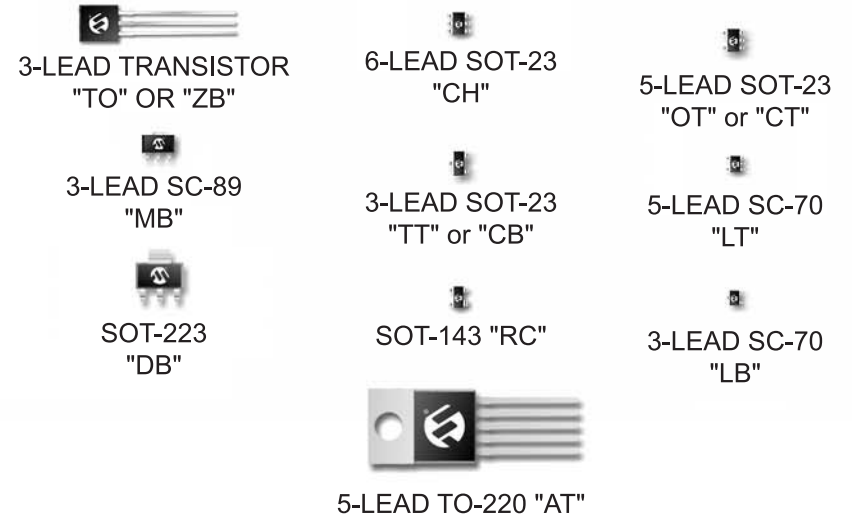 3-LEAD TRANSISTOR
"TO" OR "ZB"
6-LEAD SOT-23
"CH"
5-LEAD SOT-23
"OT" or "CT"
3-LEAD SC-89
"MB"
3-LEAD SOT-23
"TT" or "CB"
5-LEAD SC-70
"LT"
SOT-223
"DB"
SOT-143 "RC"
3-LEAD SC-70
"LB"
5-LEAD TO-220 "AT"